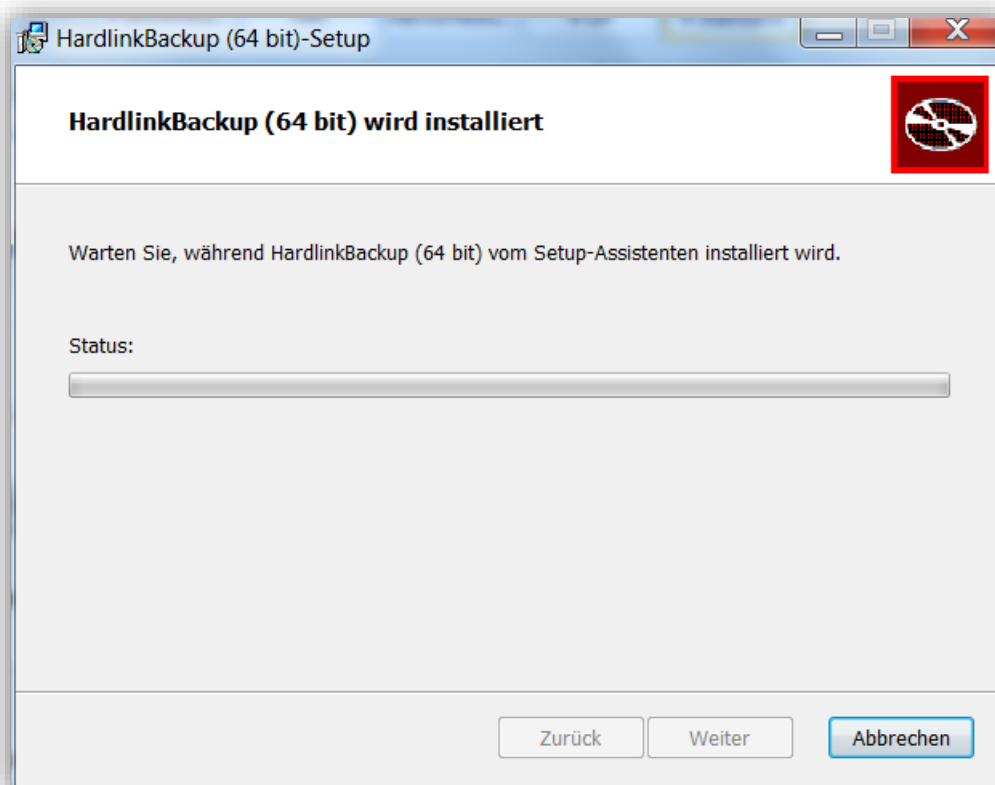 HardlinkBackup (64 bit)-Setup
HardlinkBackup (64 bit) wird installiert
Warten Sie, während HardlinkBackup (64 bit) vom Setup-Assistenten installiert wird.
Status:
Zurück
Weiter
Abbrechen